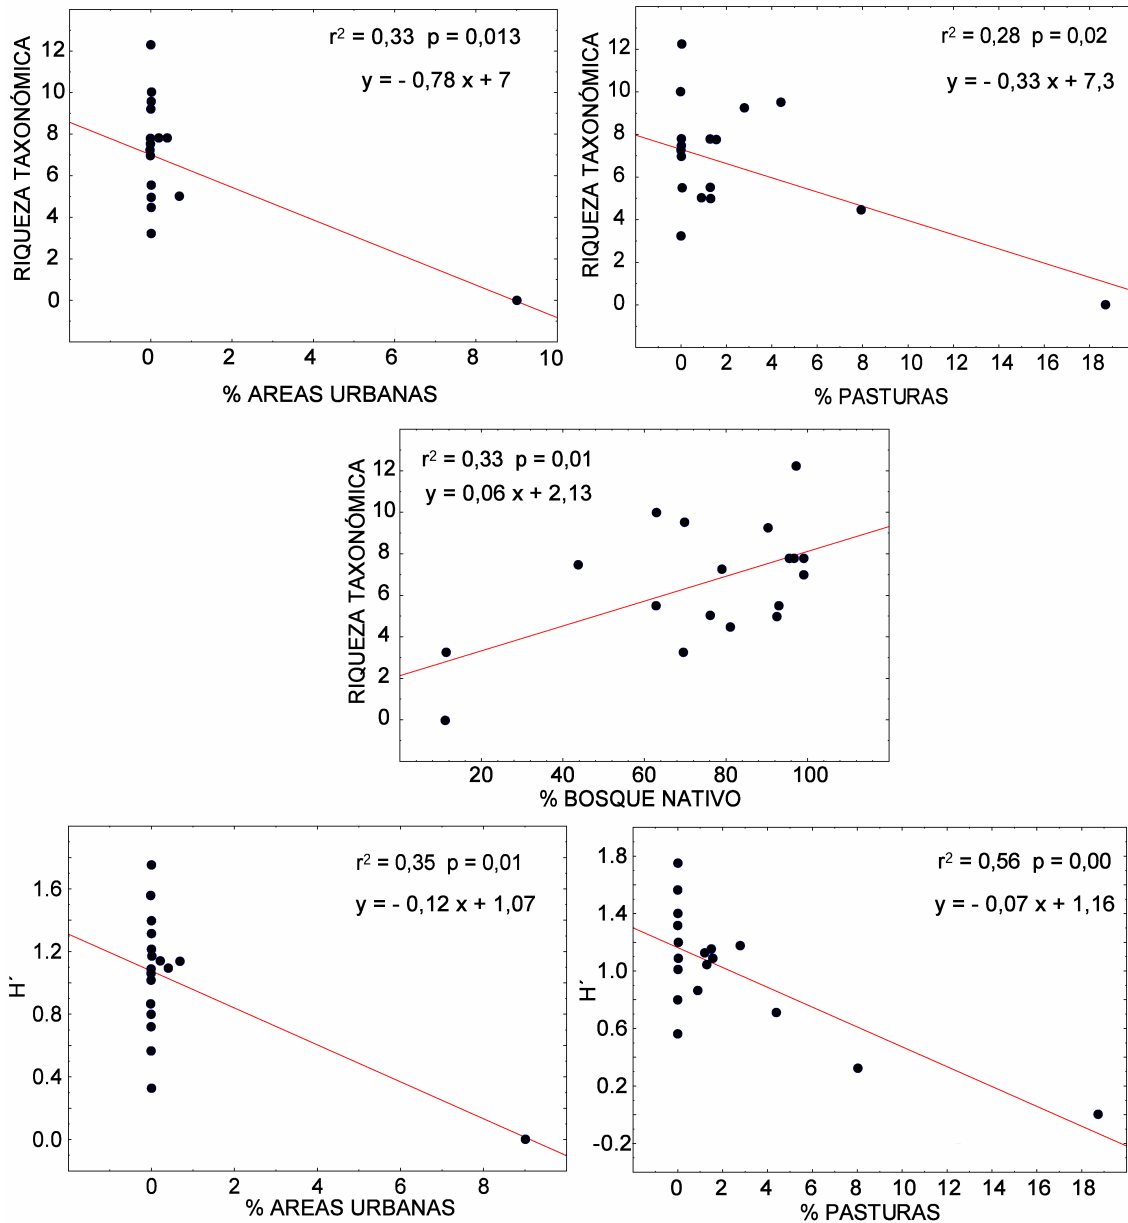 r² = 0,33 p = 0,013
y = - 0,78 x + 7
RIQUEZA TAXONÓMICA
12
10
8
6
4
2
0
0 2 4 6 8 10
% AREAS URBANAS
r² = 0,28 p = 0,02
y = - 0,33 x + 7,3
RIQUEZA TAXONÓMICA
12
10
8
6
4
2
0
0 2 4 6 8 10 12 14 16 18
% PASTURAS
r² = 0,33 p = 0,01
y = 0,06 x + 2,13
RIQUEZA TAXONÓMICA
12
10
8
6
4
2
0
20 40 60 80 100
% BOSQUE NATIVO
r² = 0,35 p = 0,01
y = - 0,12 x + 1,07
H´
1.6
1.2
0.8
0.4
0.0
0 2 4 6 8
% AREAS URBANAS
r² = 0,56 p = 0,00
y = - 0,07 x + 1,16
H´
1.8
1.4
1.0
0.6
0.2
-0.2
0 2 4 6 8 10 12 14 16 18
% PASTURAS